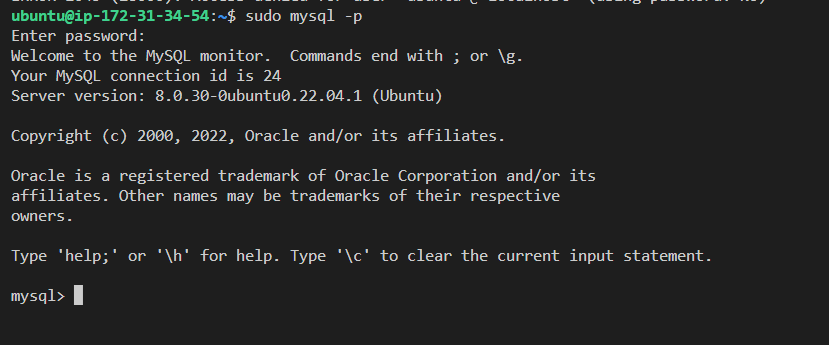 ubuntu@ip-172-31-34-54:~$ sudo mysql -p
Enter password:
Welcome to the MySQL monitor.  Commands end with ; or \g.
Your MySQL connection id is 24
Server version: 8.0.30-0ubuntu0.22.04.1 (Ubuntu)
Copyright (c) 2000, 2022, Oracle and/or its affiliates.
Oracle is a registered trademark of Oracle Corporation and/or its
affiliates. Other names may be trademarks of their respective
owners.
Type 'help;' or '\h' for help. Type '\c' to clear the current input statement.
mysql>